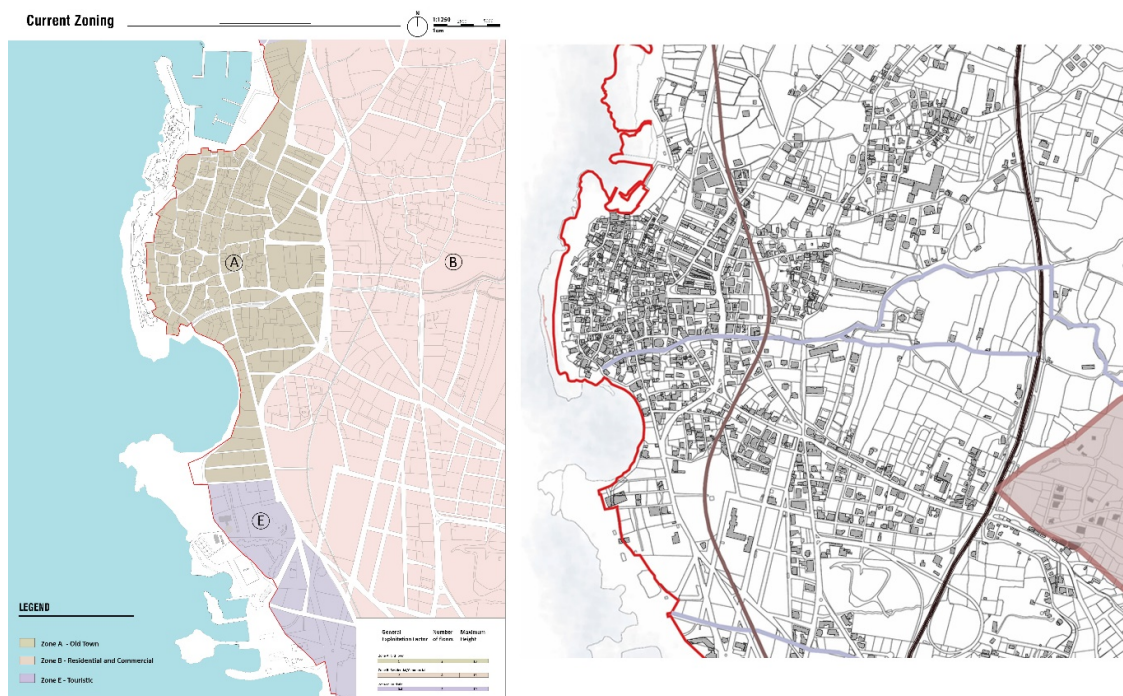 Current Zoning
N
1:1250
A
B
E
LEGEND
Zone A - Old Town
Zone B - Residential and Commercial
Zone E - Touristic
General Number Maximum
Exploitation Factor of floors Height